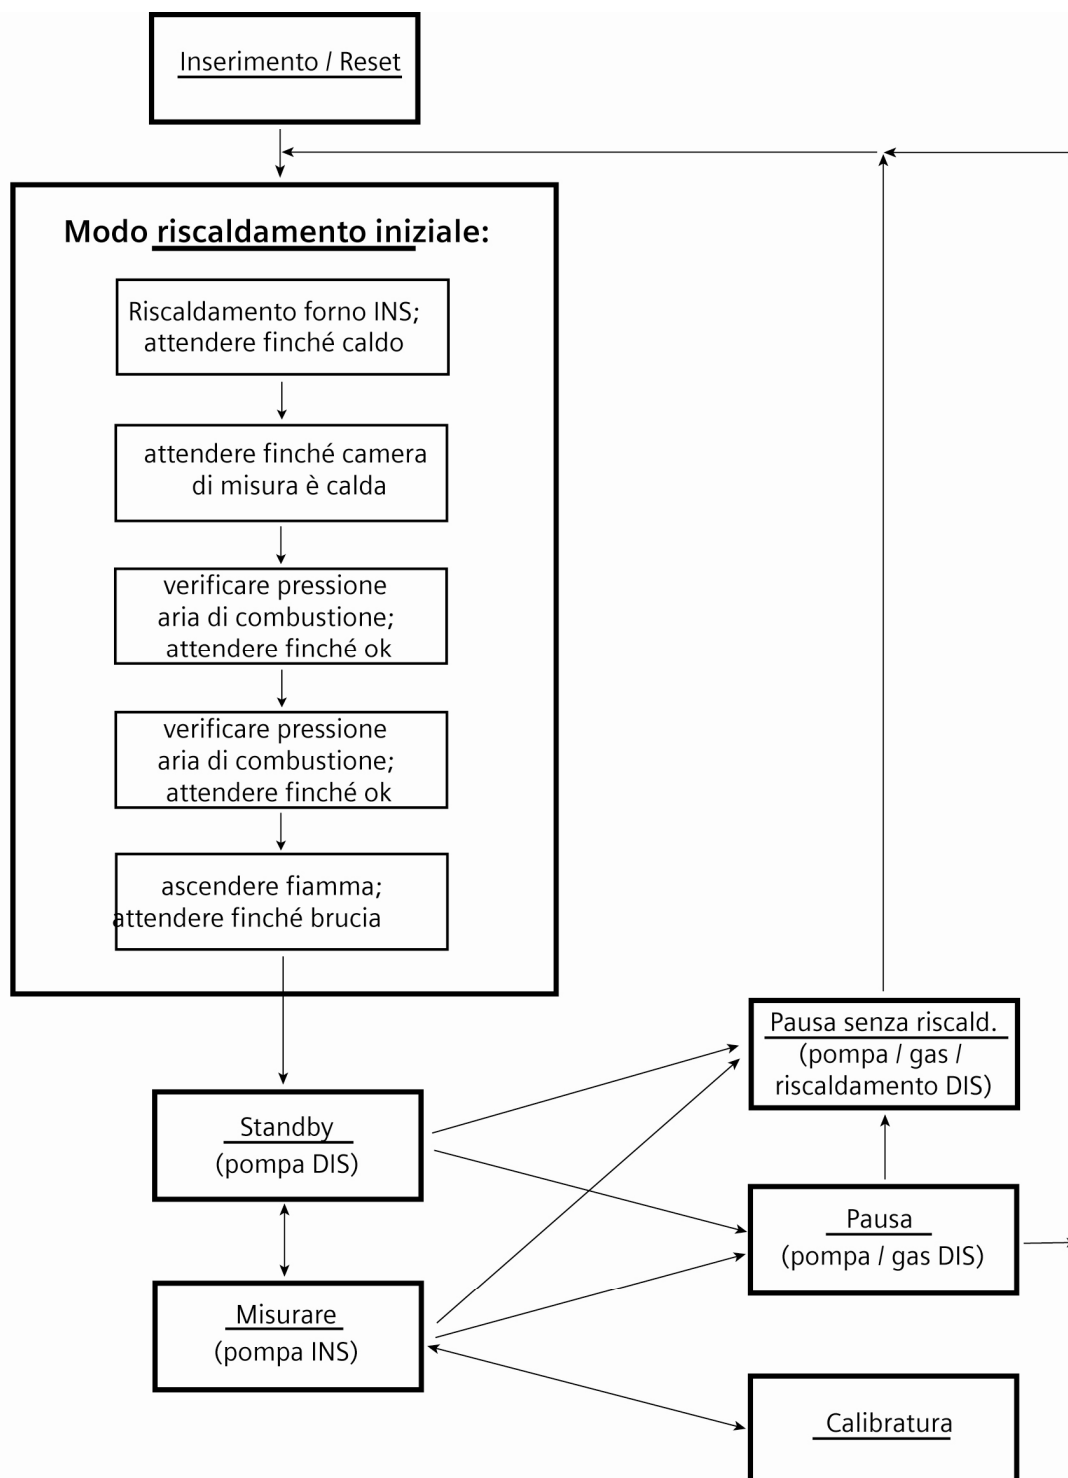 Inserimento / Reset
Modo riscaldamento iniziale:
Riscaldamento forno INS;
attendere finché caldo
attendere finché camera
di misura è calda
verificare pressione
aria di combustione;
attendere finché ok
verificare pressione
aria di combustione;
attendere finché ok
ascendere fiamma;
attendere finché brucia
Pausa senza riscald.
(pompa / gas /
riscaldamento DIS)
Standby
(pompa DIS)
Pausa
(pompa / gas DIS)
Misurare
(pompa INS)
Calibratura